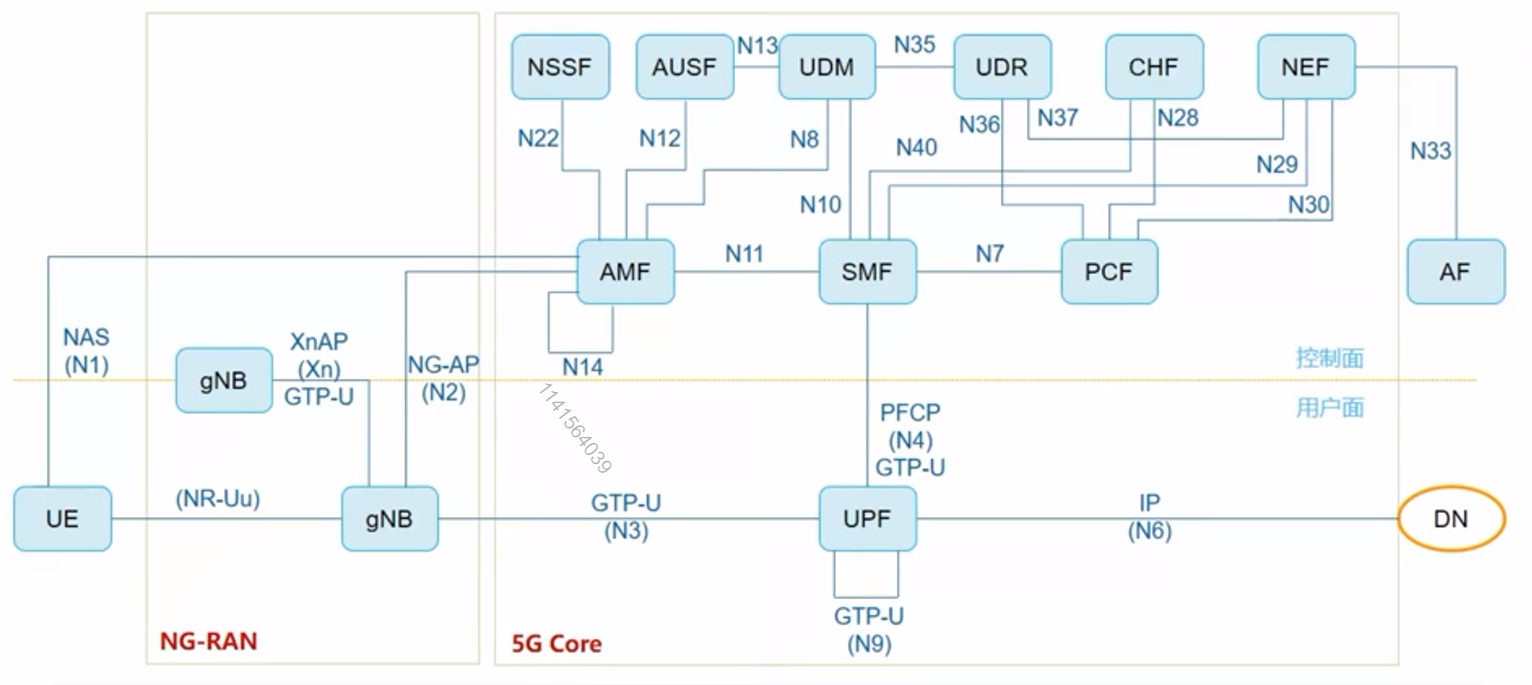 NSSF
AUSF
N13
UDM
N35
UDR
CHF
NEF
N22
N12
N8
N36
N37
N28
N40
N29
N33
N10
N30
AMF
N11
SMF
N7
PCF
AF
NAS
(N1)
gNB
XnAP
(Xn)
GTP-U
NG-AP
(N2)
N14
控制面
用户面
1141564039
PFCP
(N4)
GTP-U
UE
(NR-Uu)
gNB
GTP-U
(N3)
UPF
IP
(N6)
DN
GTP-U
(N9)
NG-RAN
5G Core